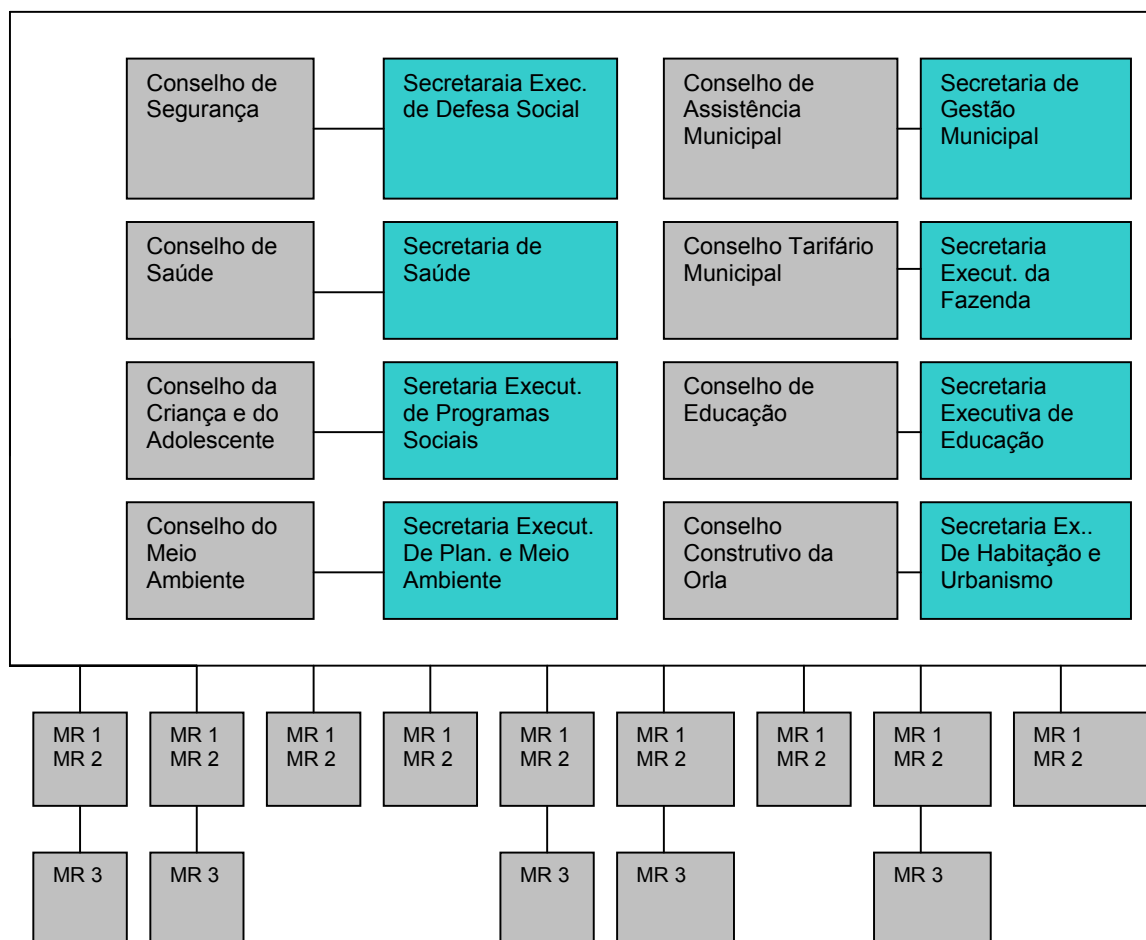 Conselho de
Segurança
Secretaraia Exec.
de Defesa Social
Conselho de
Assistência
Municipal
Secretaria de
Gestão
Municipal
Conselho de
Saúde
Secretaria de
Saúde
Conselho Tarifário
Municipal
Secretaria
Execut. da
Fazenda
Conselho da
Criança e do
Adolescente
Seretaria Execut.
de Programas
Sociais
Conselho de
Educação
Secretaria
Executiva de
Educação
Conselho do
Meio
Ambiente
Secretaria Execut.
De Plan. e Meio
Ambiente
Conselho
Construtivo da
Orla
Secretaria Ex..
De Habitação e
Urbanismo
MR 1
MR 2
MR 1
MR 2
MR 1
MR 2
MR 1
MR 2
MR 1
MR 2
MR 1
MR 2
MR 1
MR 2
MR 1
MR 2
MR 1
MR 2
MR 3
MR 3
MR 3
MR 3
MR 3